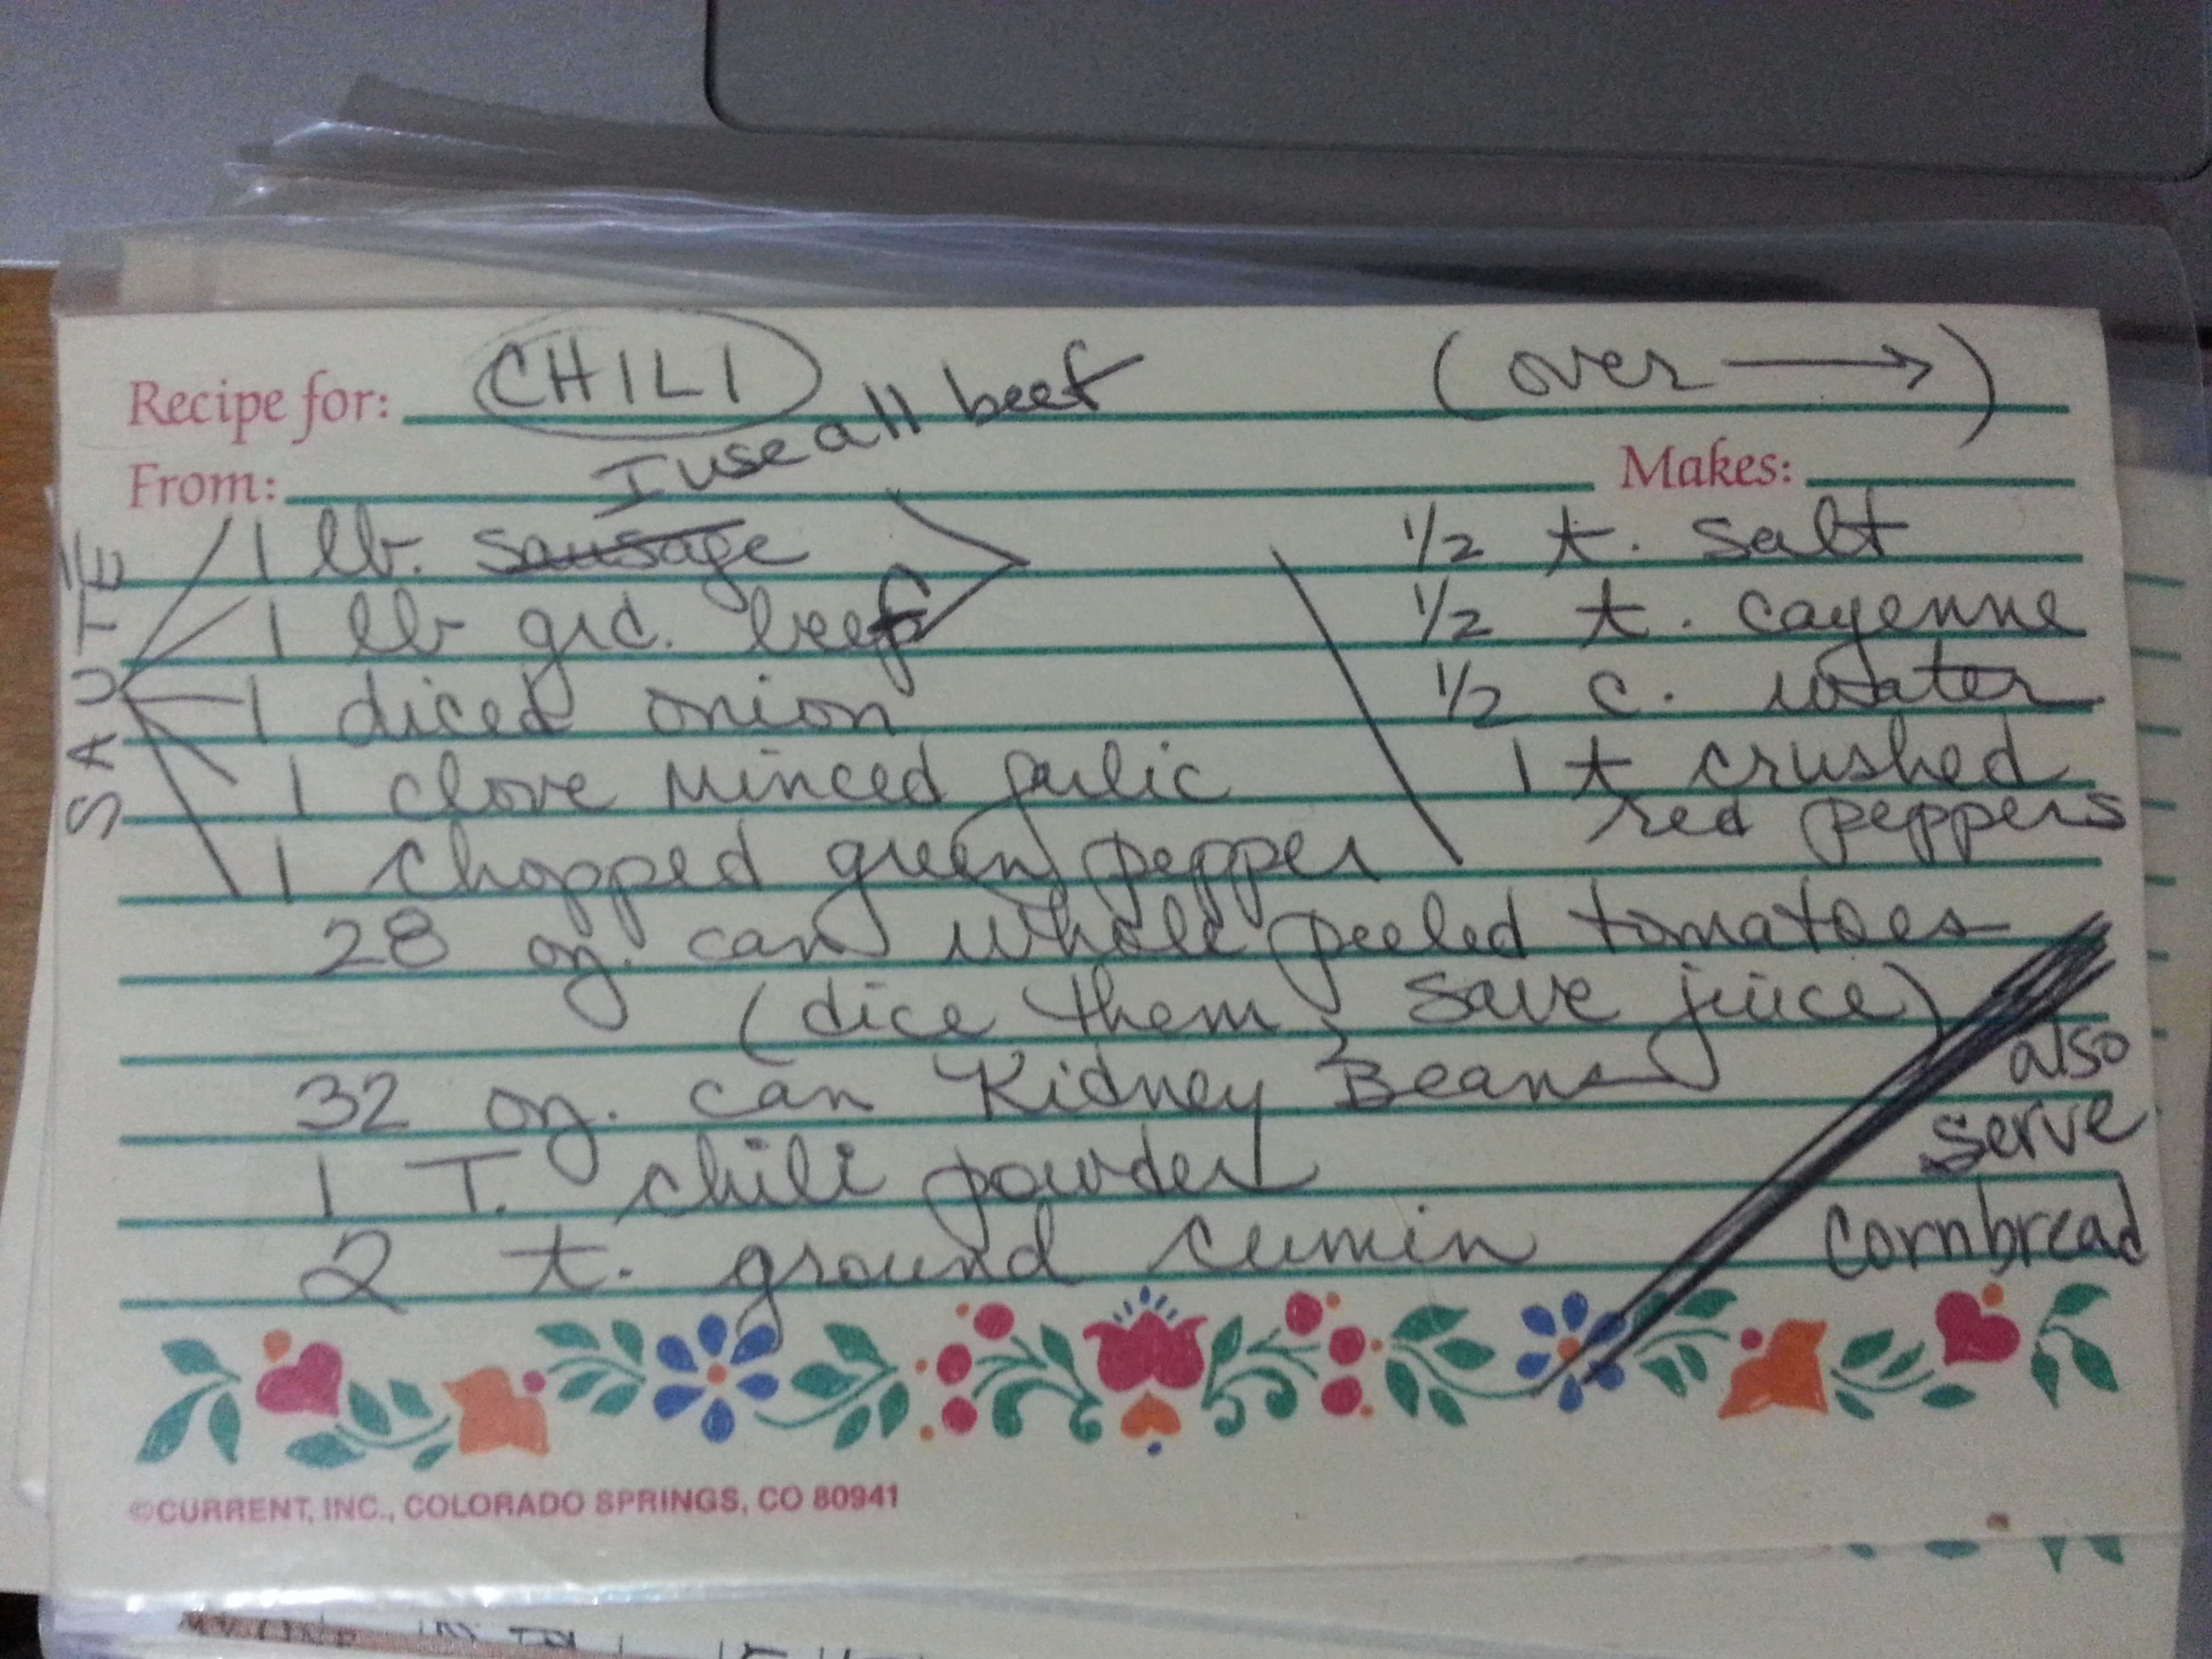 Recipe for: CHILI (over →)
I use all beef
From: Makes:
SAUTÉ
1 lb. sausage
1 lb grd. beef
1 diced onion
1 clove minced garlic
1 chopped green pepper
1/2 t. salt
1/2 t. cayenne
1/2 c. water
1 t crushed
red peppers
28 oz. can whole peeled tomatoes
(dice them, save juice)
32 oz. can Kidney Beans
1 T. chili powder
2 t. ground cumin
also
serve
cornbread
©CURRENT, INC., COLORADO SPRINGS, CO 80941